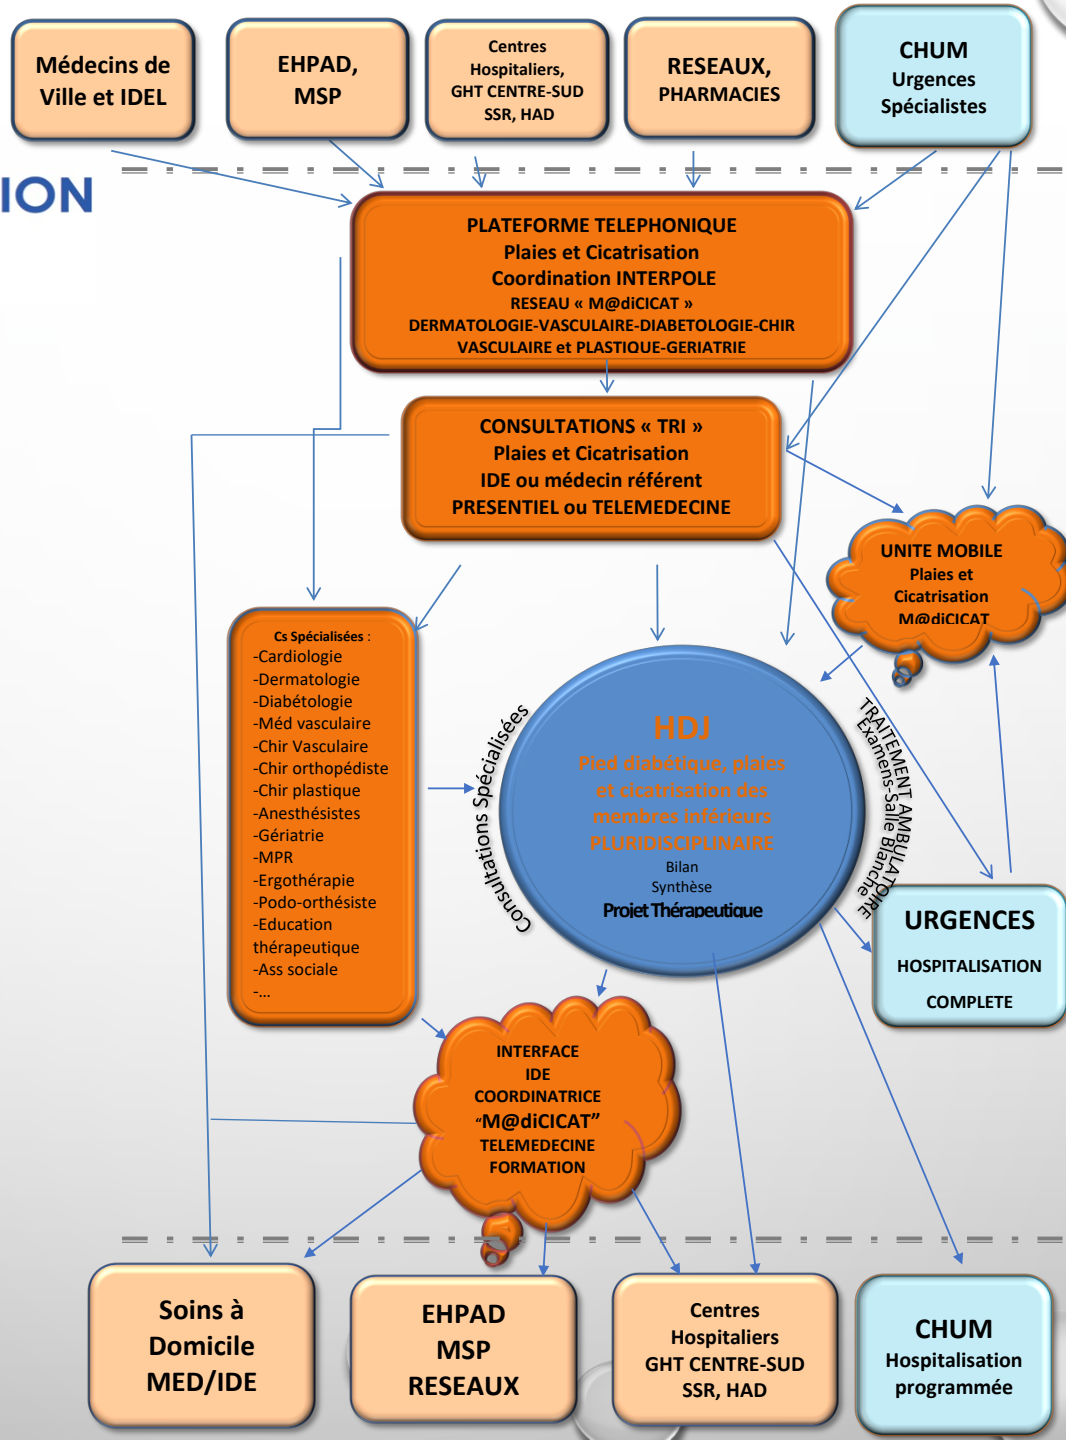 Médecins de
Ville et IDEL
EHPAD,
MSP
Centres
Hospitaliers,
GHT CENTRE-SUD
SSR, HAD
RESEAUX,
PHARMACIES
CHUM
Urgences
Spécialistes
ION
PLATEFORME TELEPHONIQUE
Plaies et Cicatrisation
Coordination INTERPOLE
RESEAU « M@diCICAT »
DERMATOLOGIE-VASCULAIRE-DIABETOLOGIE-CHIR
VASCULAIRE et PLASTIQUE-GERIATRIE
CONSULTATIONS « TRI »
Plaies et Cicatrisation
IDE ou médecin référent
PRESENTIEL ou TELEMEDECINE
UNITE MOBILE
Plaies et
Cicatrisation
M@diCICAT
Cs Spécialisées :
-Cardiologie
-Dermatologie
-Diabétologie
-Méd vasculaire
-Chir Vasculaire
-Chir orthopédiste
-Chir plastique
-Anesthésistes
-Gériatrie
-MPR
-Ergothérapie
-Podo-orthésiste
-Education
thérapeutique
-Ass sociale
-...
Consultations Spécialisées
HDJ
Pied diabétique, plaies
et cicatrisation des
membres inférieurs
PLURIDISCIPLINAIRE
Bilan
Synthèse
Projet Thérapeutique
TRAITEMENT AMBULATOIRE
Examens-Salle Blanche
URGENCES
HOSPITALISATION
COMPLETE
INTERFACE
IDE
COORDINATRICE
“M@diCICAT”
TELEMEDECINE
FORMATION
Soins à
Domicile
MED/IDE
EHPAD
MSP
RESEAUX
Centres
Hospitaliers
GHT CENTRE-SUD
SSR, HAD
CHUM
Hospitalisation
programmée